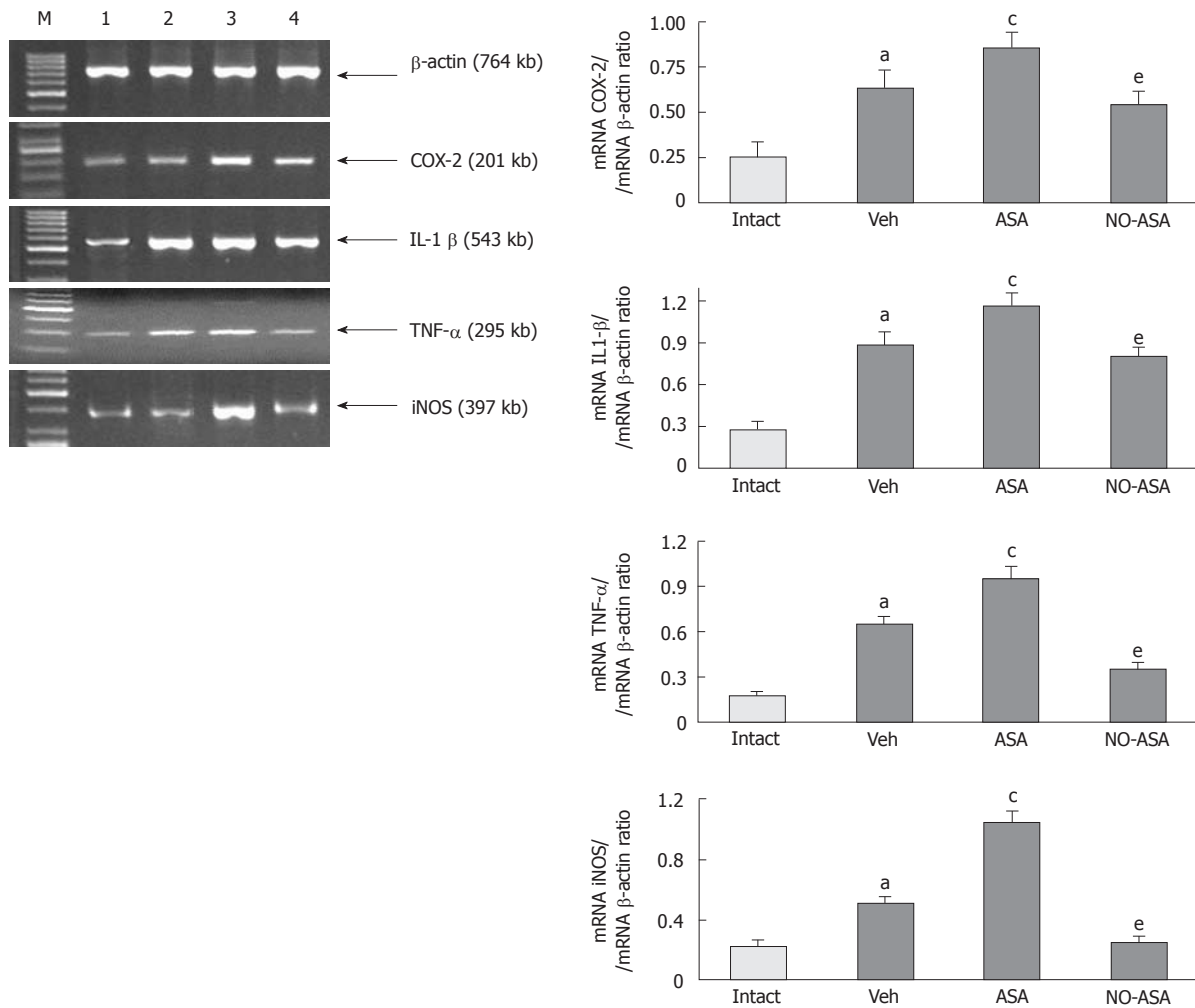 M 1 2 3 4
β-actin (764 kb)
COX-2 (201 kb)
IL-1 β (543 kb)
TNF-α (295 kb)
iNOS (397 kb)
mRNA COX-2/
/mRNA β-actin ratio
1.00
0.75
0.50
0.25
0
a
c
e
Intact Veh ASA NO-ASA
mRNA IL1-β/
/mRNA β-actin ratio
1.2
0.9
0.6
0.3
0
a
c
e
Intact Veh ASA NO-ASA
mRNA TNF-α/
/mRNA β-actin ratio
1.2
0.9
0.6
0.3
0
a
c
e
Intact Veh ASA NO-ASA
mRNA iNOS/
/mRNA β-actin ratio
1.2
0.8
0.4
0
a
c
e
Intact Veh ASA NO-ASA